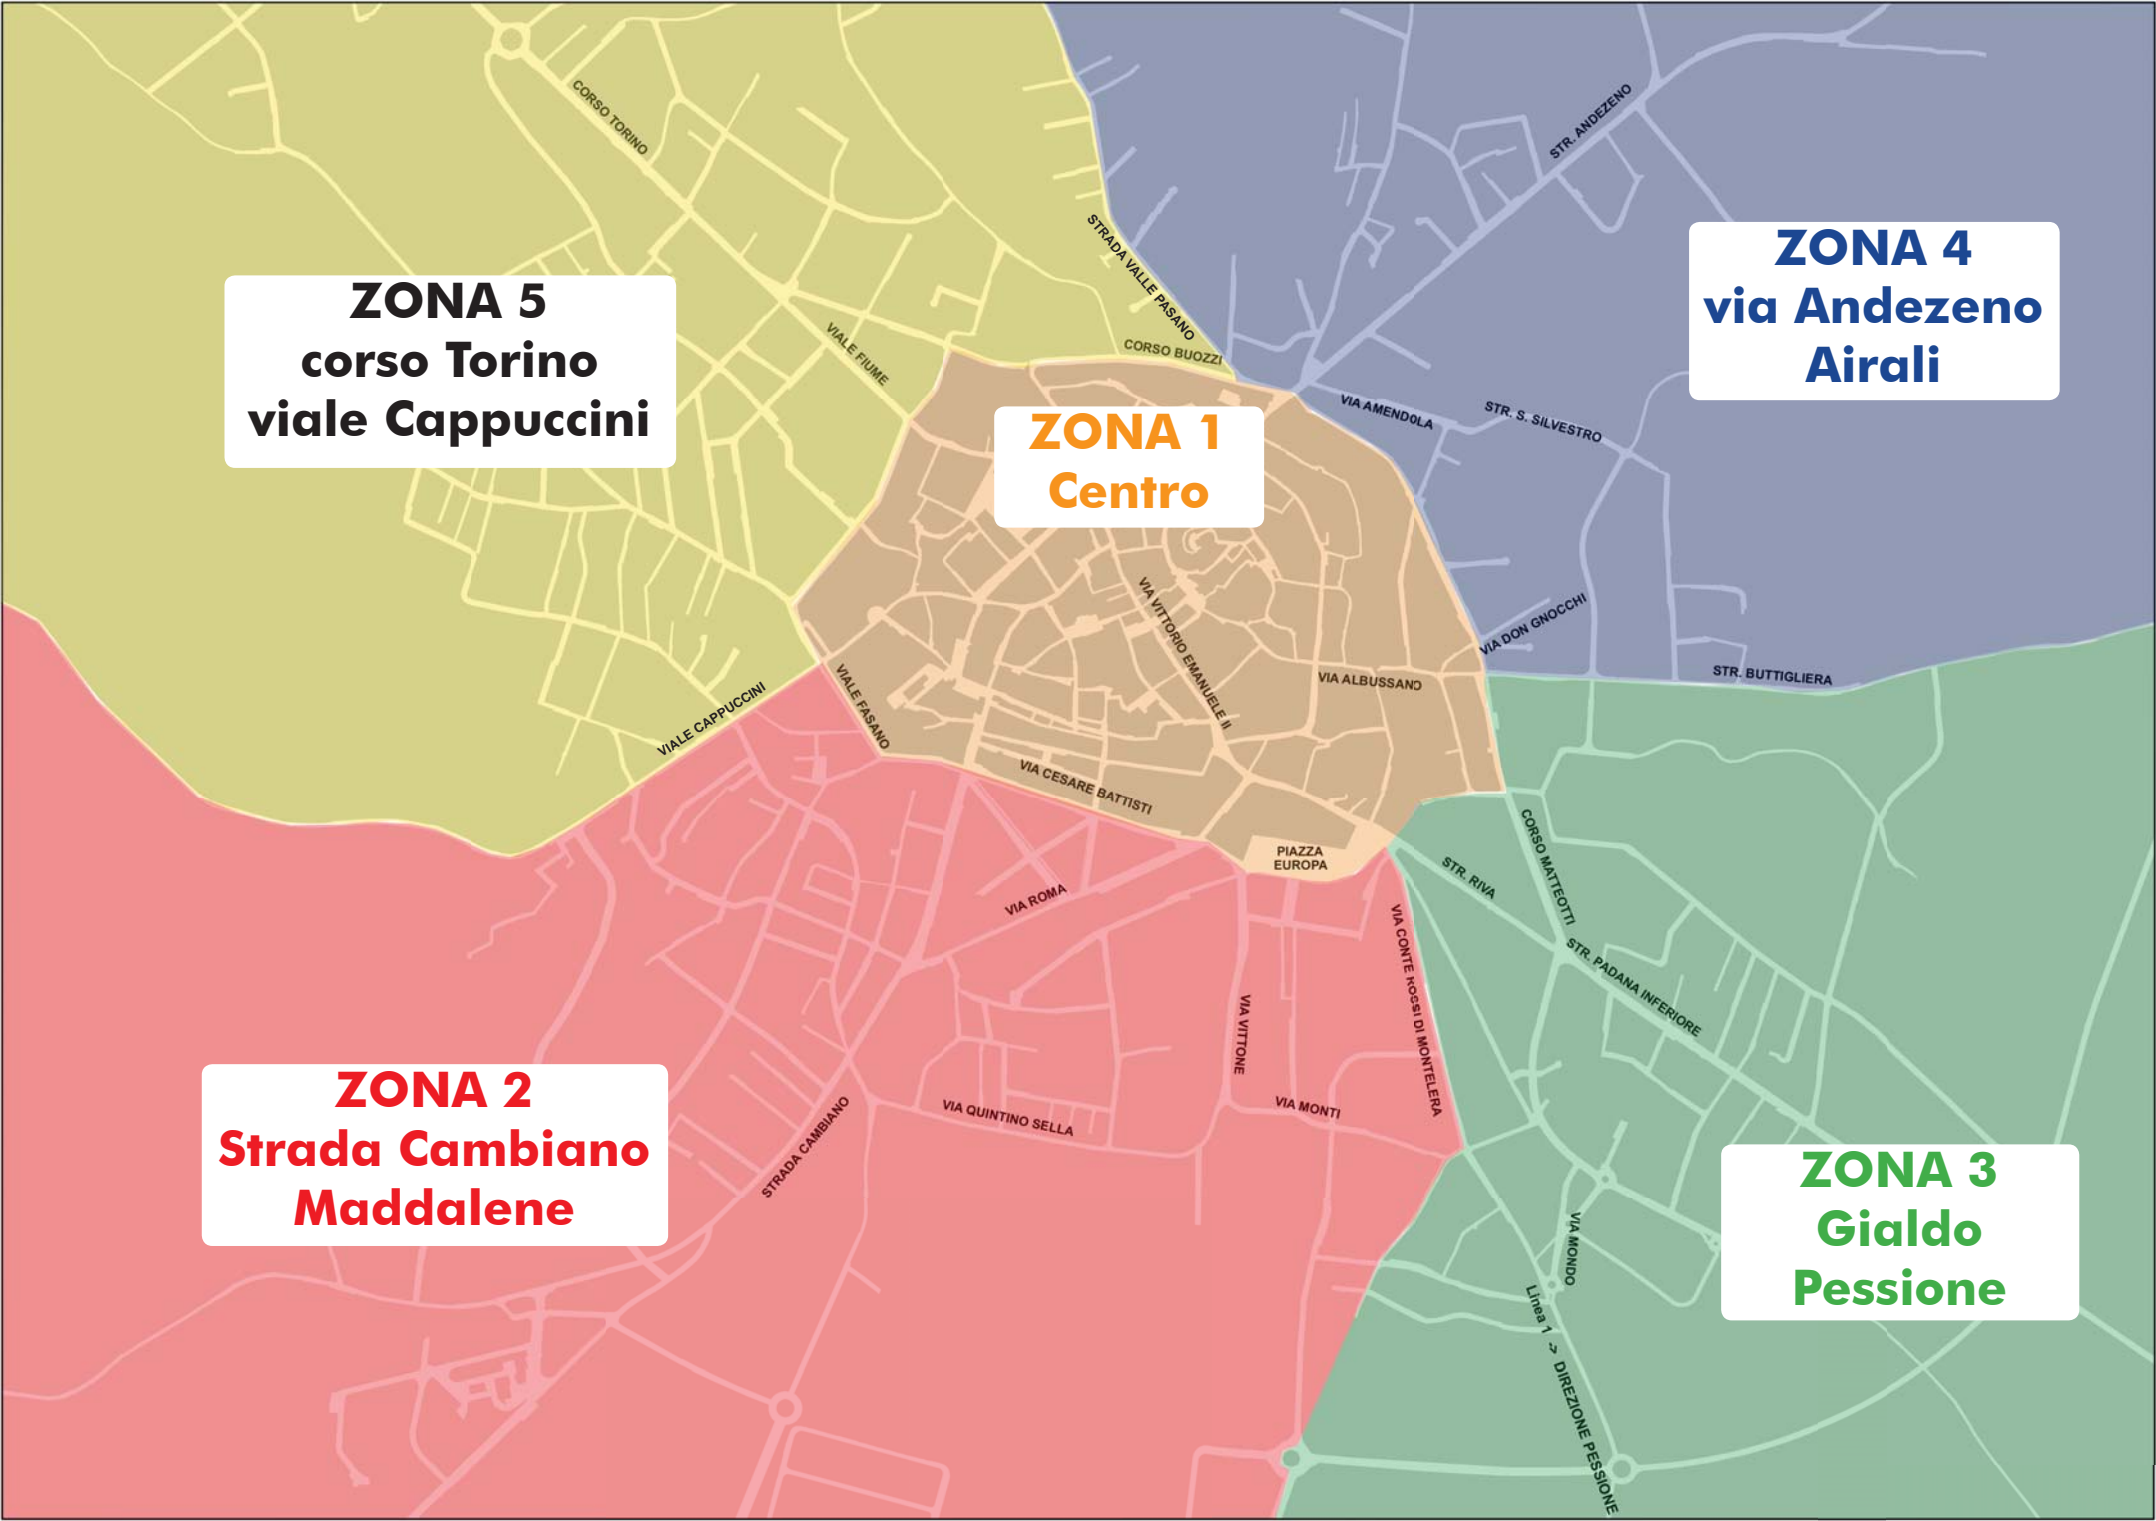 CORSO TORINO
STR. ANDEZENO
STRADA VALLE PASANO
ZONA 4
via Andezeno
Airali
ZONA 5
corso Torino
viale Cappuccini
VIALE FIUME
CORSO BUOZZI
VIA AMENDOLA
STR. S. SILVESTRO
ZONA 1
Centro
VIA VITTORIO EMANUELE II
VIA DON GNOCCHI
STR. BUTTIGLIERA
VIA ALBUSSANO
VIALE FASANO
VIALE CAPPUCCINI
VIA CESARE BATTISTI
PIAZZA
EUROPA
CORSO MATTEOTTI
STR. RIVA
VIA ROMA
VIA CONTE ROSSI DI MONTELERA
STR. PADANA INFERIORE
VIA VITTONE
ZONA 2
Strada Cambiano
Maddalene
STRADA CAMBIANO
VIA QUINTINO SELLA
VIA MONTI
ZONA 3
Gialdo
Pessione
VIA MONDO
Linea 1 -> DIREZIONE PESSIONE